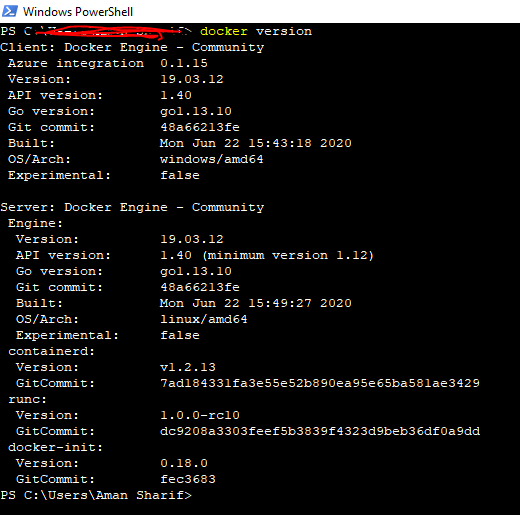 Windows PowerShell
PS C:\> docker version
Client: Docker Engine - Community
Azure integration 0.1.15
Version: 19.03.12
API version: 1.40
Go version: go1.13.10
Git commit: 48a66213fe
Built: Mon Jun 22 15:43:18 2020
OS/Arch: windows/amd64
Experimental: false
Server: Docker Engine - Community
Engine:
Version: 19.03.12
API version: 1.40 (minimum version 1.12)
Go version: go1.13.10
Git commit: 48a66213fe
Built: Mon Jun 22 15:49:27 2020
OS/Arch: linux/amd64
Experimental: false
containerd:
Version: v1.2.13
GitCommit: 7ad184331fa3e55e52b890ea95e65ba581ae3429
runc:
Version: 1.0.0-rc10
GitCommit: dc9208a3303feef5b3839f4323d9beb36df0a9dd
docker-init:
Version: 0.18.0
GitCommit: fec3683
PS C:\Users\Aman Sharif>